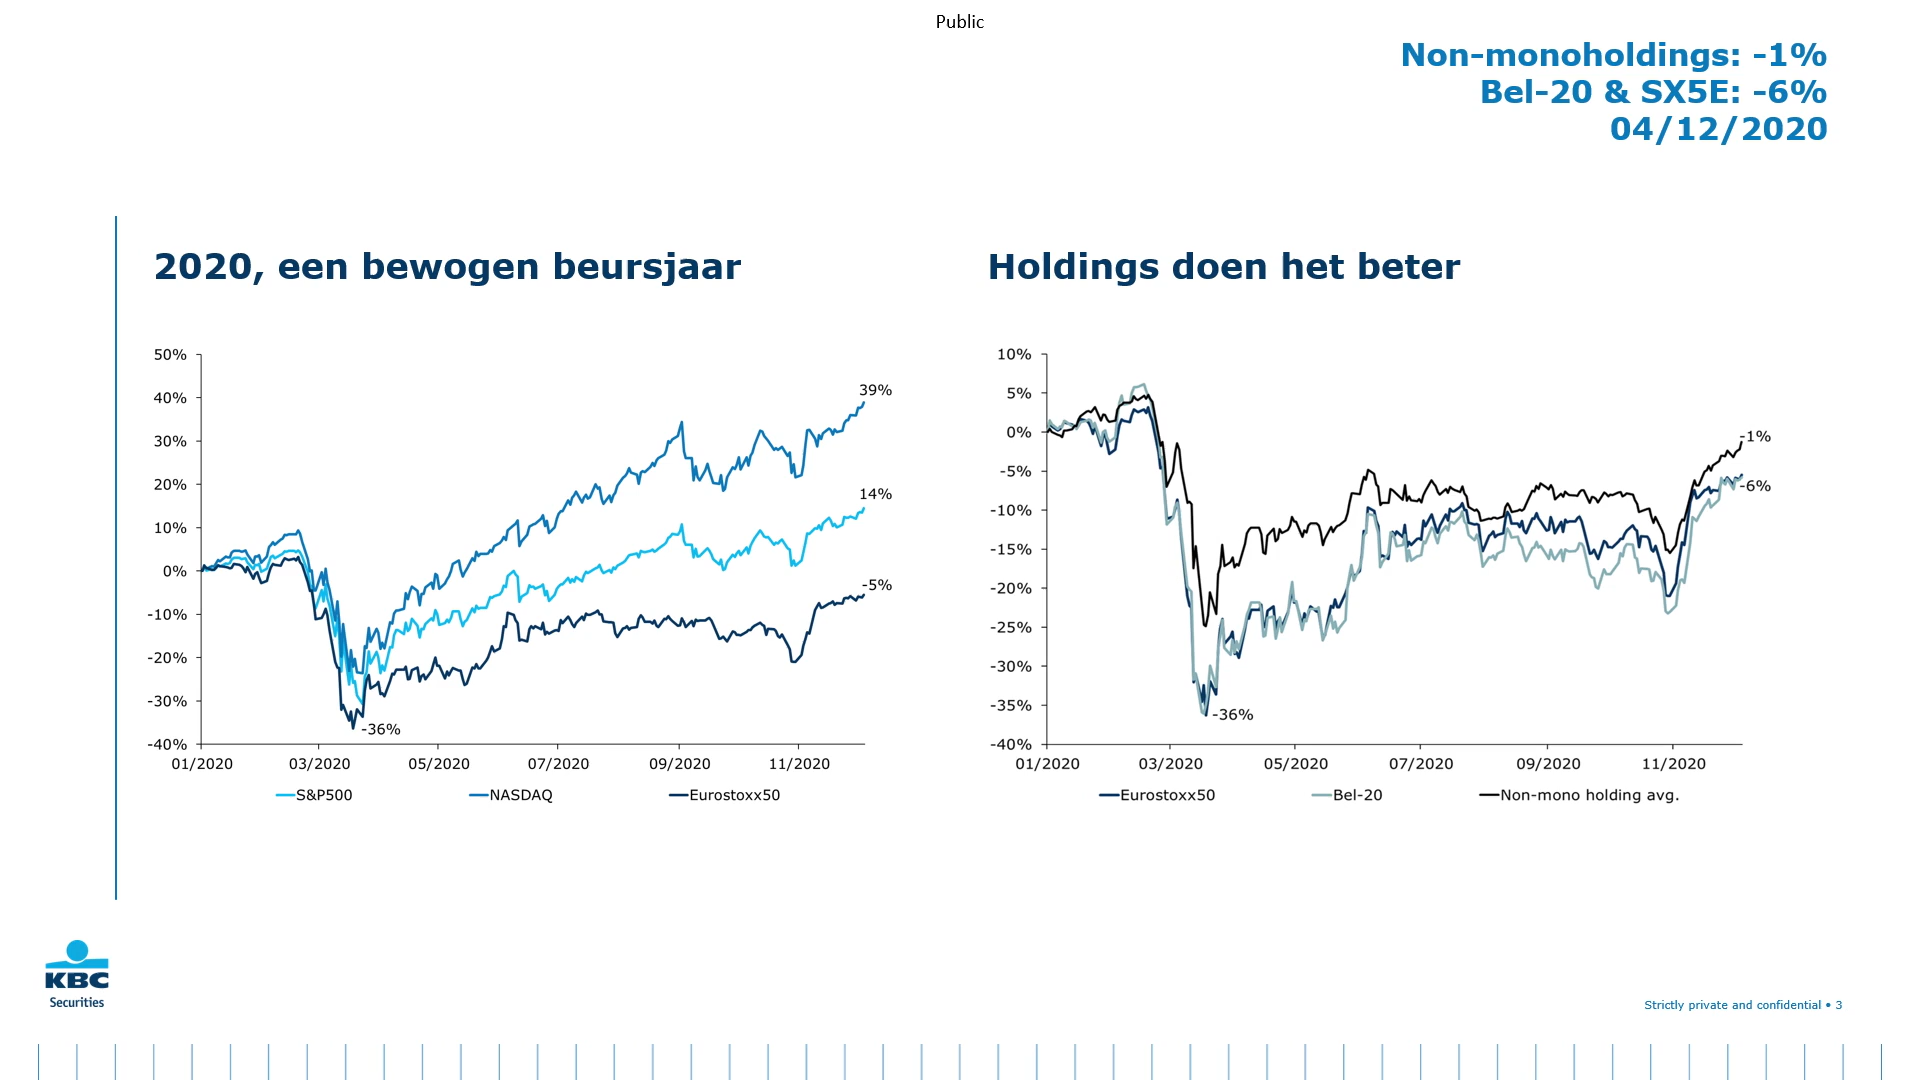 Public
Non-monoholdings: -1%
Bel-20 & SX5E: -6%
04/12/2020
2020, een bewogen beursjaar
50%
40%
30%
20%
10%
0%
-10%
-20%
-30%
-40%
39%
14%
-5%
-36%
01/2020 03/2020 05/2020 07/2020 09/2020 11/2020
S&P500 NASDAQ Eurostoxx50
Holdings doen het beter
10%
5%
0%
-5%
-10%
-15%
-20%
-25%
-30%
-35%
-40%
-1%
-6%
-36%
01/2020 03/2020 05/2020 07/2020 09/2020 11/2020
Eurostoxx50 Bel-20 Non-mono holding avg.
KBC
Securities
Strictly private and confidential • 3